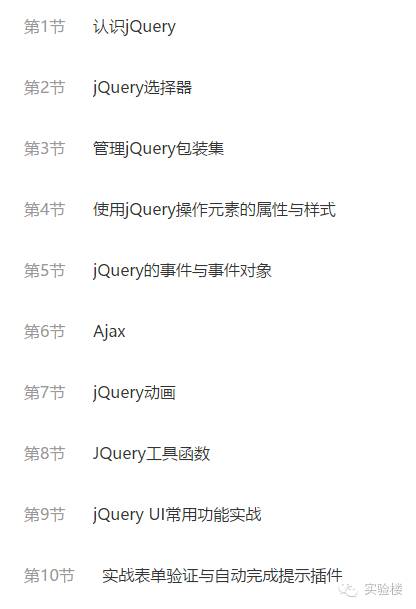 第1节 认识jQuery
第2节 jQuery选择器
第3节 管理jQuery包装集
第4节 使用jQuery操作元素的属性与样式
第5节 jQuery的事件与事件对象
第6节 Ajax
第7节 jQuery动画
第8节 JQuery工具函数
第9节 jQuery UI常用功能实战
第10节 实战表单验证与自动完成提示插件
实验楼